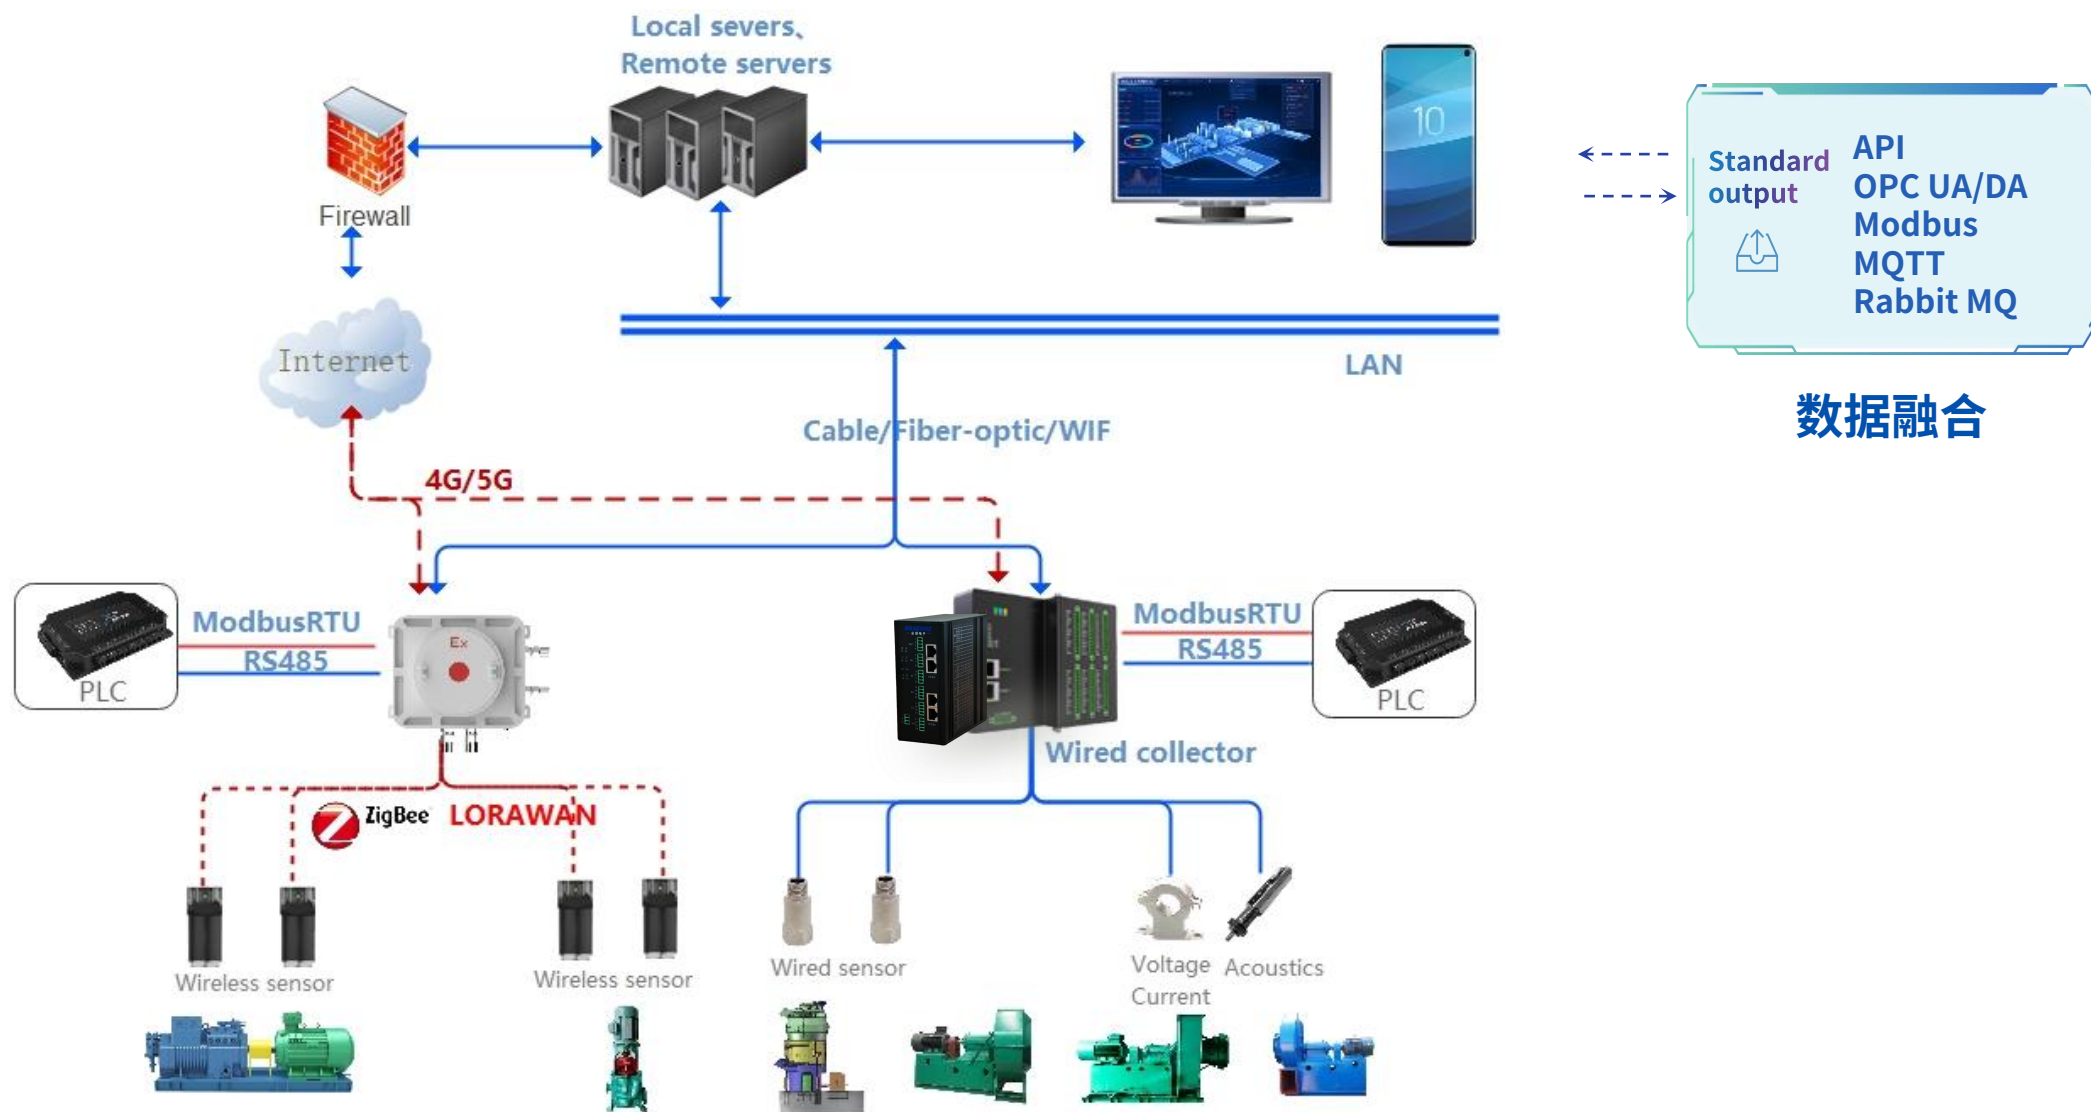 Local severs、
Remote servers
Firewall
10
Standard
output
API
OPC UA/DA
Modbus
MQTT
Rabbit MQ
数据融合
Internet
LAN
Cable/Fiber-optic/WIF
4G/5G
ModbusRTU
RS485
PLC
Ex
ModbusRTU
RS485
PLC
Wired collector
ZigBee
LORAWAN
Wireless sensor
Wireless sensor
Wired sensor
Voltage
Current
Acoustics